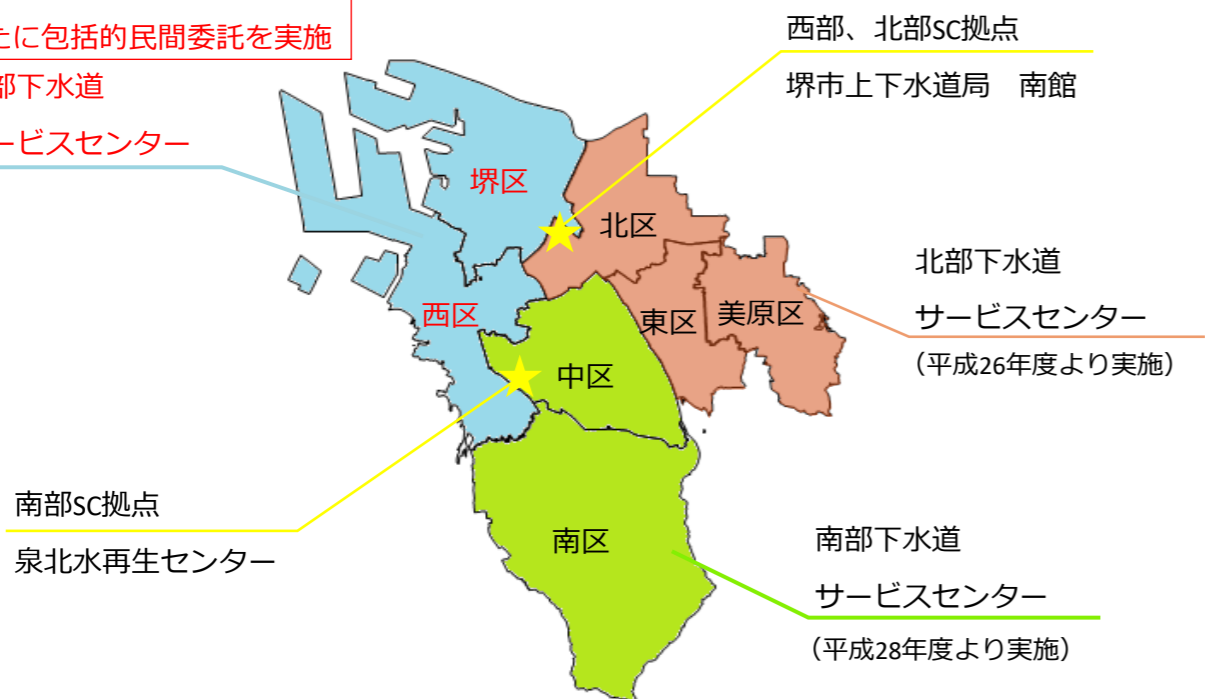 たに包括的民間委託を実施
部下水道
ービスセンター
西部、北部SC拠点
堺市上下水道局 南館
堺区
北区
西区
東区
美原区
中区
南区
北部下水道
サービスセンター
（平成26年度より実施）
南部SC拠点
泉北水再生センター
南部下水道
サービスセンター
（平成28年度より実施）